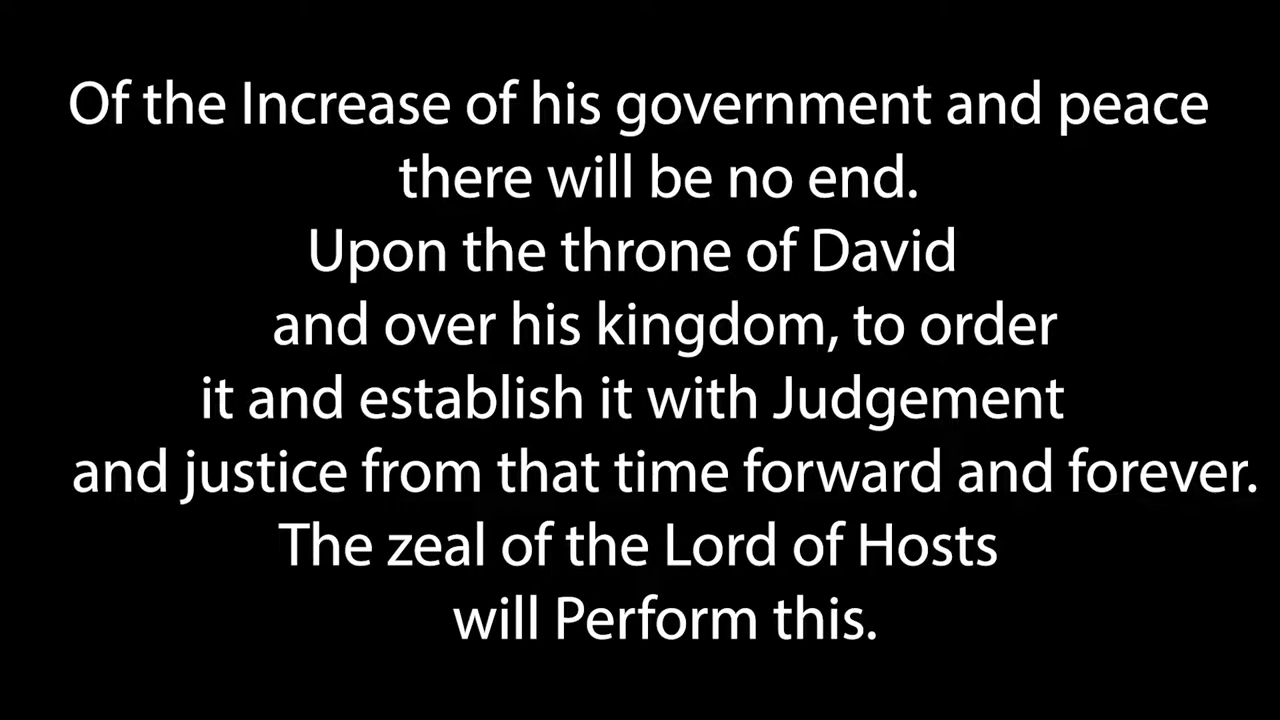 Of the Increase of his government and peace
there will be no end.
Upon the throne of David
and over his kingdom, to order
it and establish it with Judgement
and justice from that time forward and forever.
The zeal of the Lord of Hosts
will Perform this.